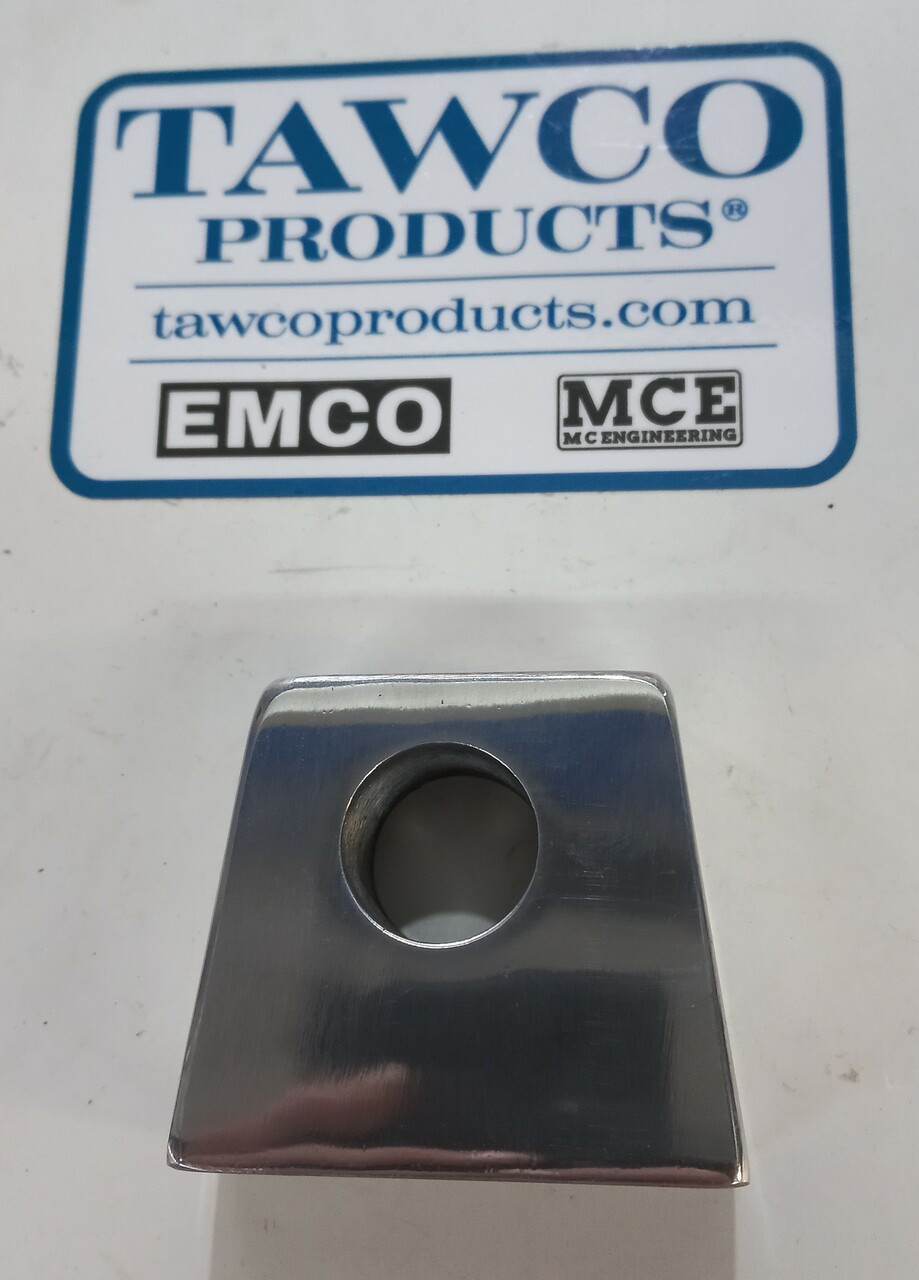 TAWCO
PRODUCTS®
tawcoproducts.com
EMCO
MCE
MC ENGINEERING